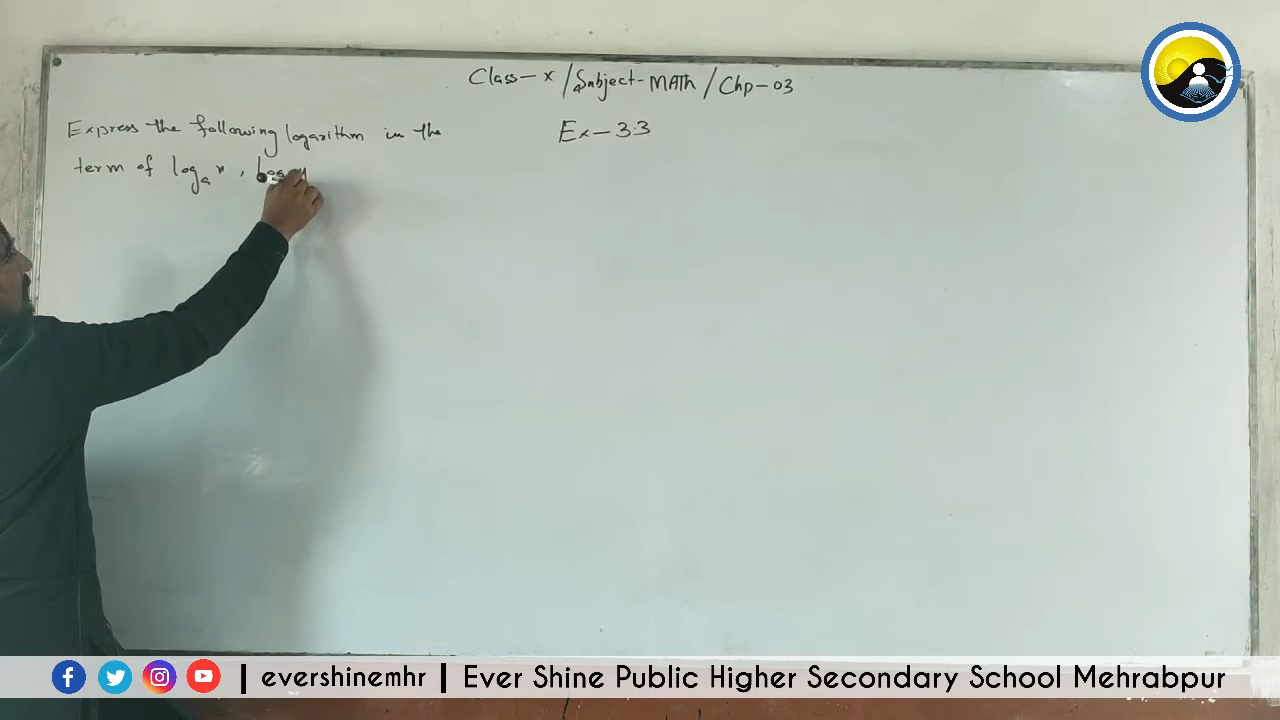 Class-x/Subject-MATH/Chp-03
Express the following logarithm in the
Ex-3.3
term of logₐx,
| evershinemhr | Ever Shine Public Higher Secondary School Mehrabpur